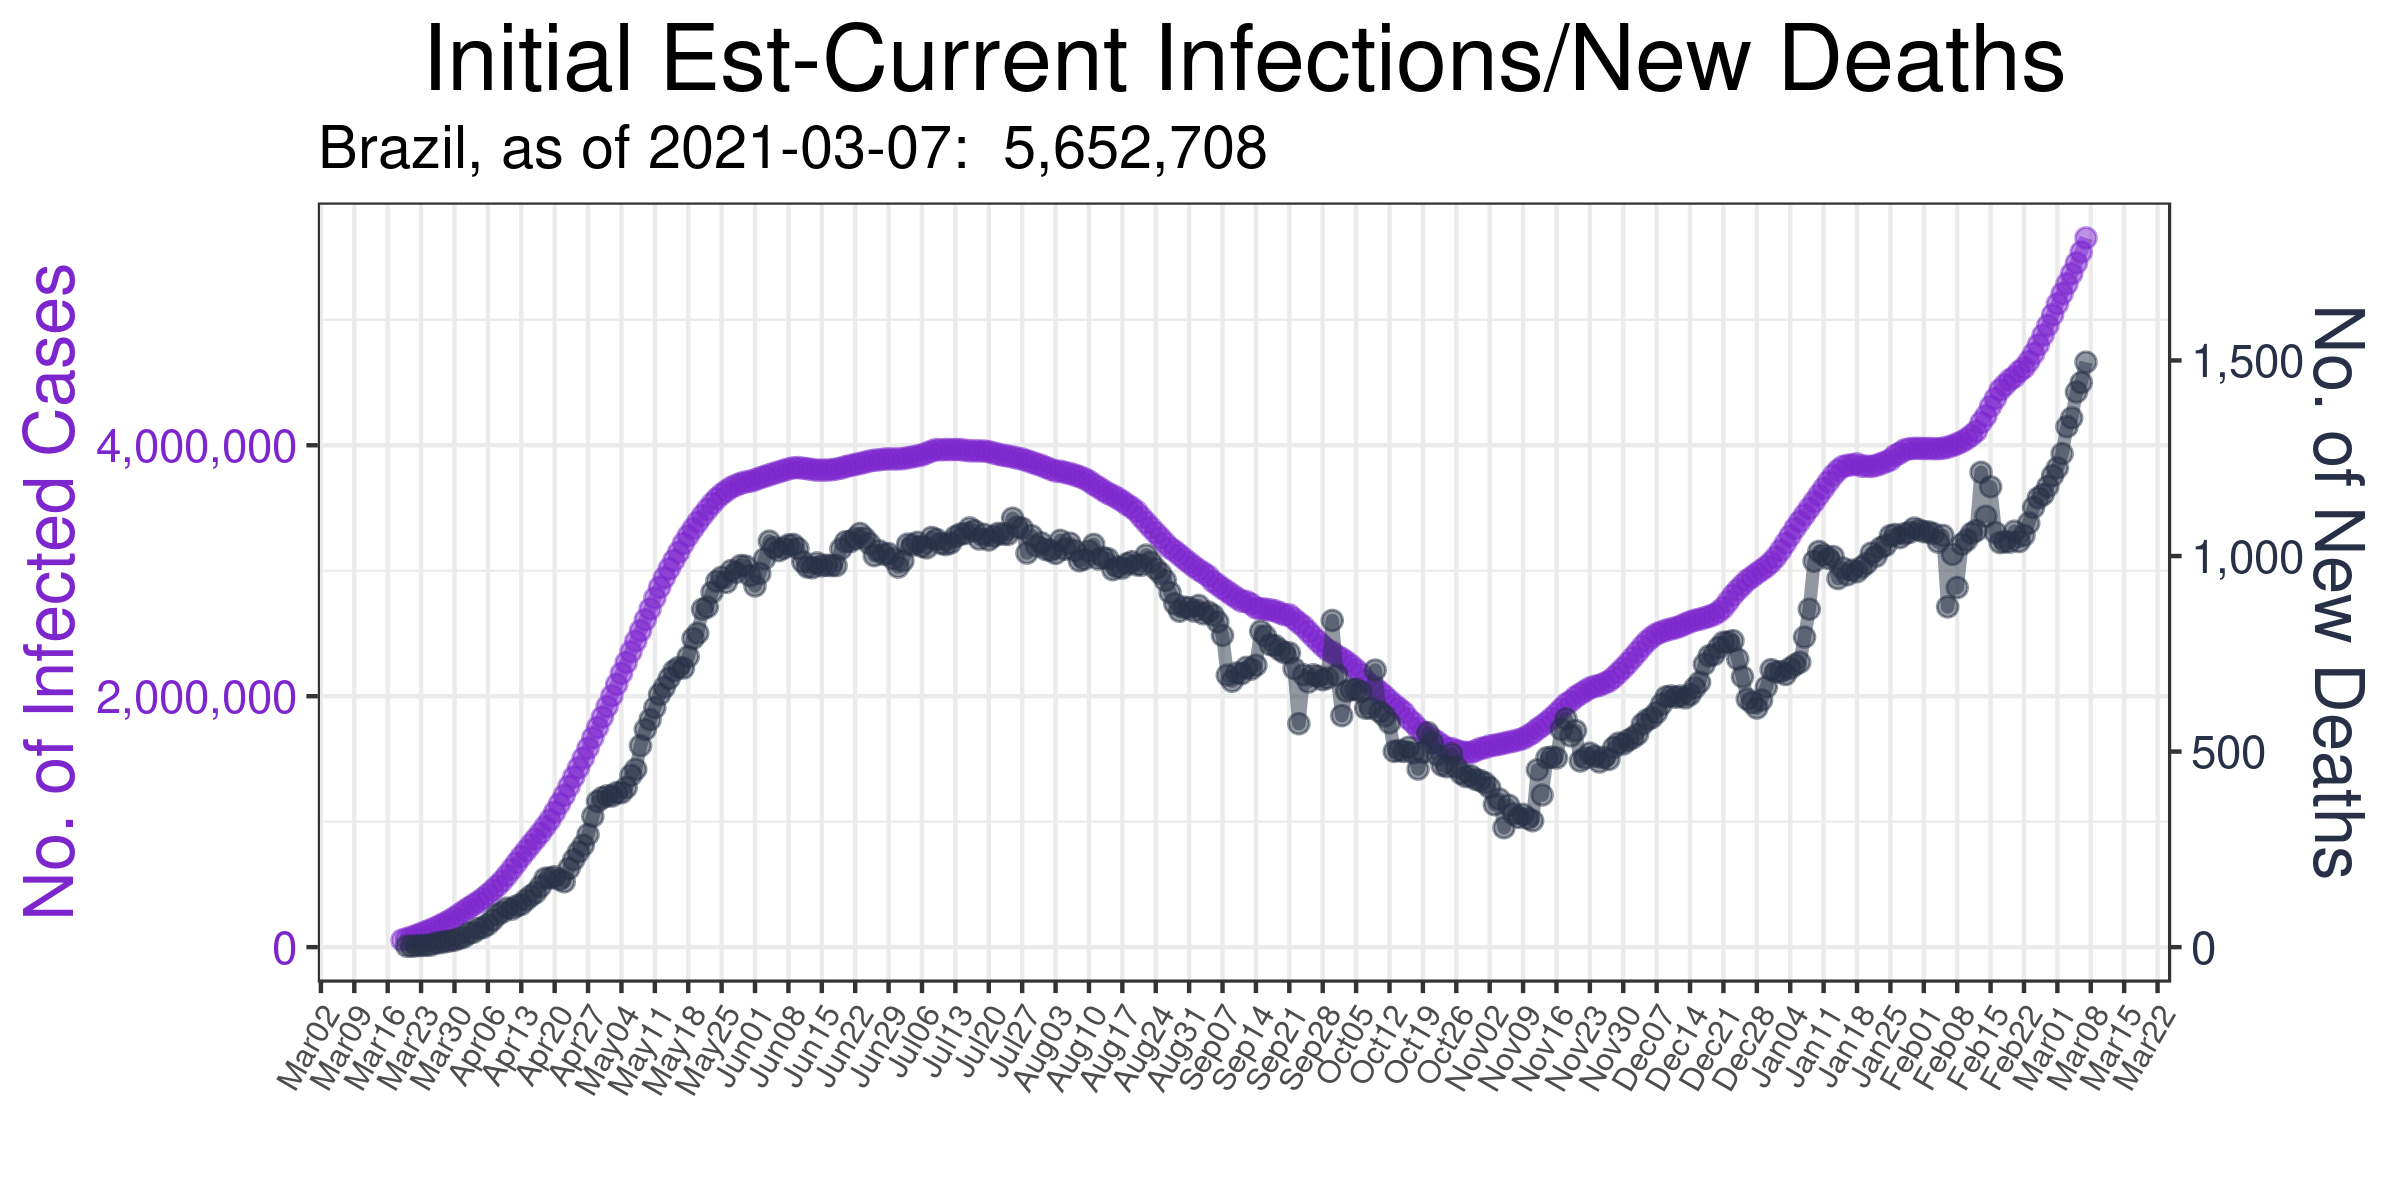 Initial Est-Current Infections/New Deaths
Brazil, as of 2021-03-07:  5,652,708
No. of Infected Cases
4,000,000
2,000,000
0
1,500
1,000
500
0
No. of New Deaths
Mar02
Mar09
Mar16
Mar23
Mar30
Apr06
Apr13
Apr20
Apr27
May04
May11
May18
May25
Jun01
Jun08
Jun15
Jun22
Jun29
Jul06
Jul13
Jul20
Jul27
Aug03
Aug10
Aug17
Aug24
Aug31
Sep07
Sep14
Sep21
Sep28
Oct05
Oct12
Oct19
Oct26
Nov02
Nov09
Nov16
Nov23
Nov30
Dec07
Dec14
Dec21
Dec28
Jan04
Jan11
Jan18
Jan25
Feb01
Feb08
Feb15
Feb22
Mar01
Mar08
Mar15
Mar22